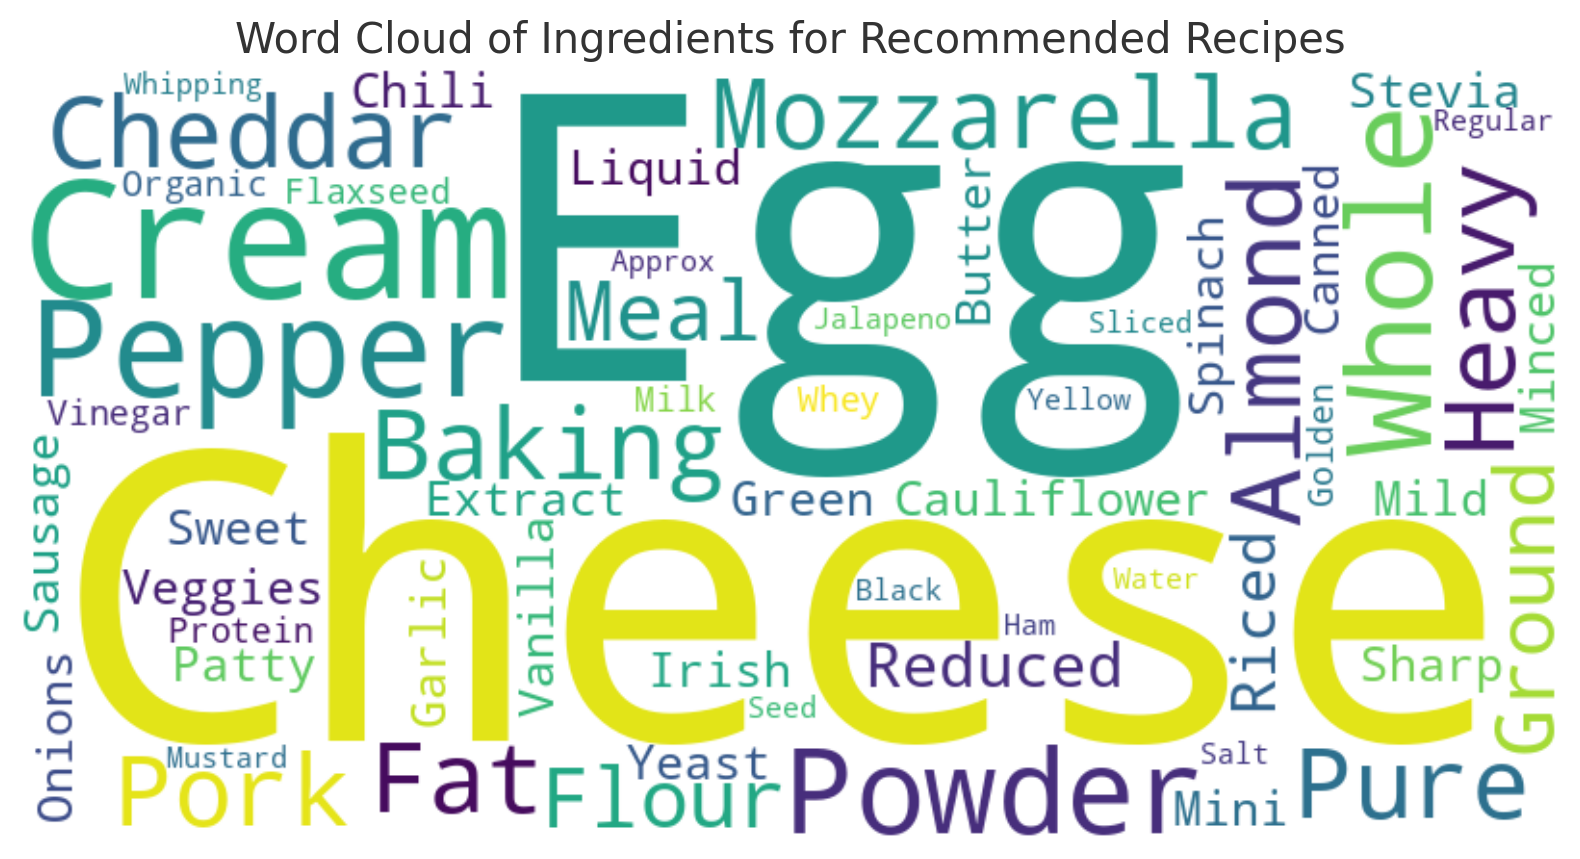 Word Cloud of Ingredients for Recommended Recipes
Whipping
Chili
Cheddar
Organic
Flaxseed
Cream
Pepper
Vinegar
Egg
Liquid
Approx
Meal
Mozzarella
Butter
Jalapeno
Sliced
Milk
Whey
Yellow
Spinach
Almond
Canned
Golden
Whole
Stevia
Regular
Heavy
Minced
Baking
Extract
Green
Cauliflower
Mild
Sausage
Cheese
Sweet
Veggies
Protein
Patty
Garlic
Vanilla
Irish
Seed
Black
Ham
Reduced
Water
Riced
Sharp
Ground
Onions
Mustard
Pork
Fat
Flour
Yeast
Powder
Salt
Mini
Pure